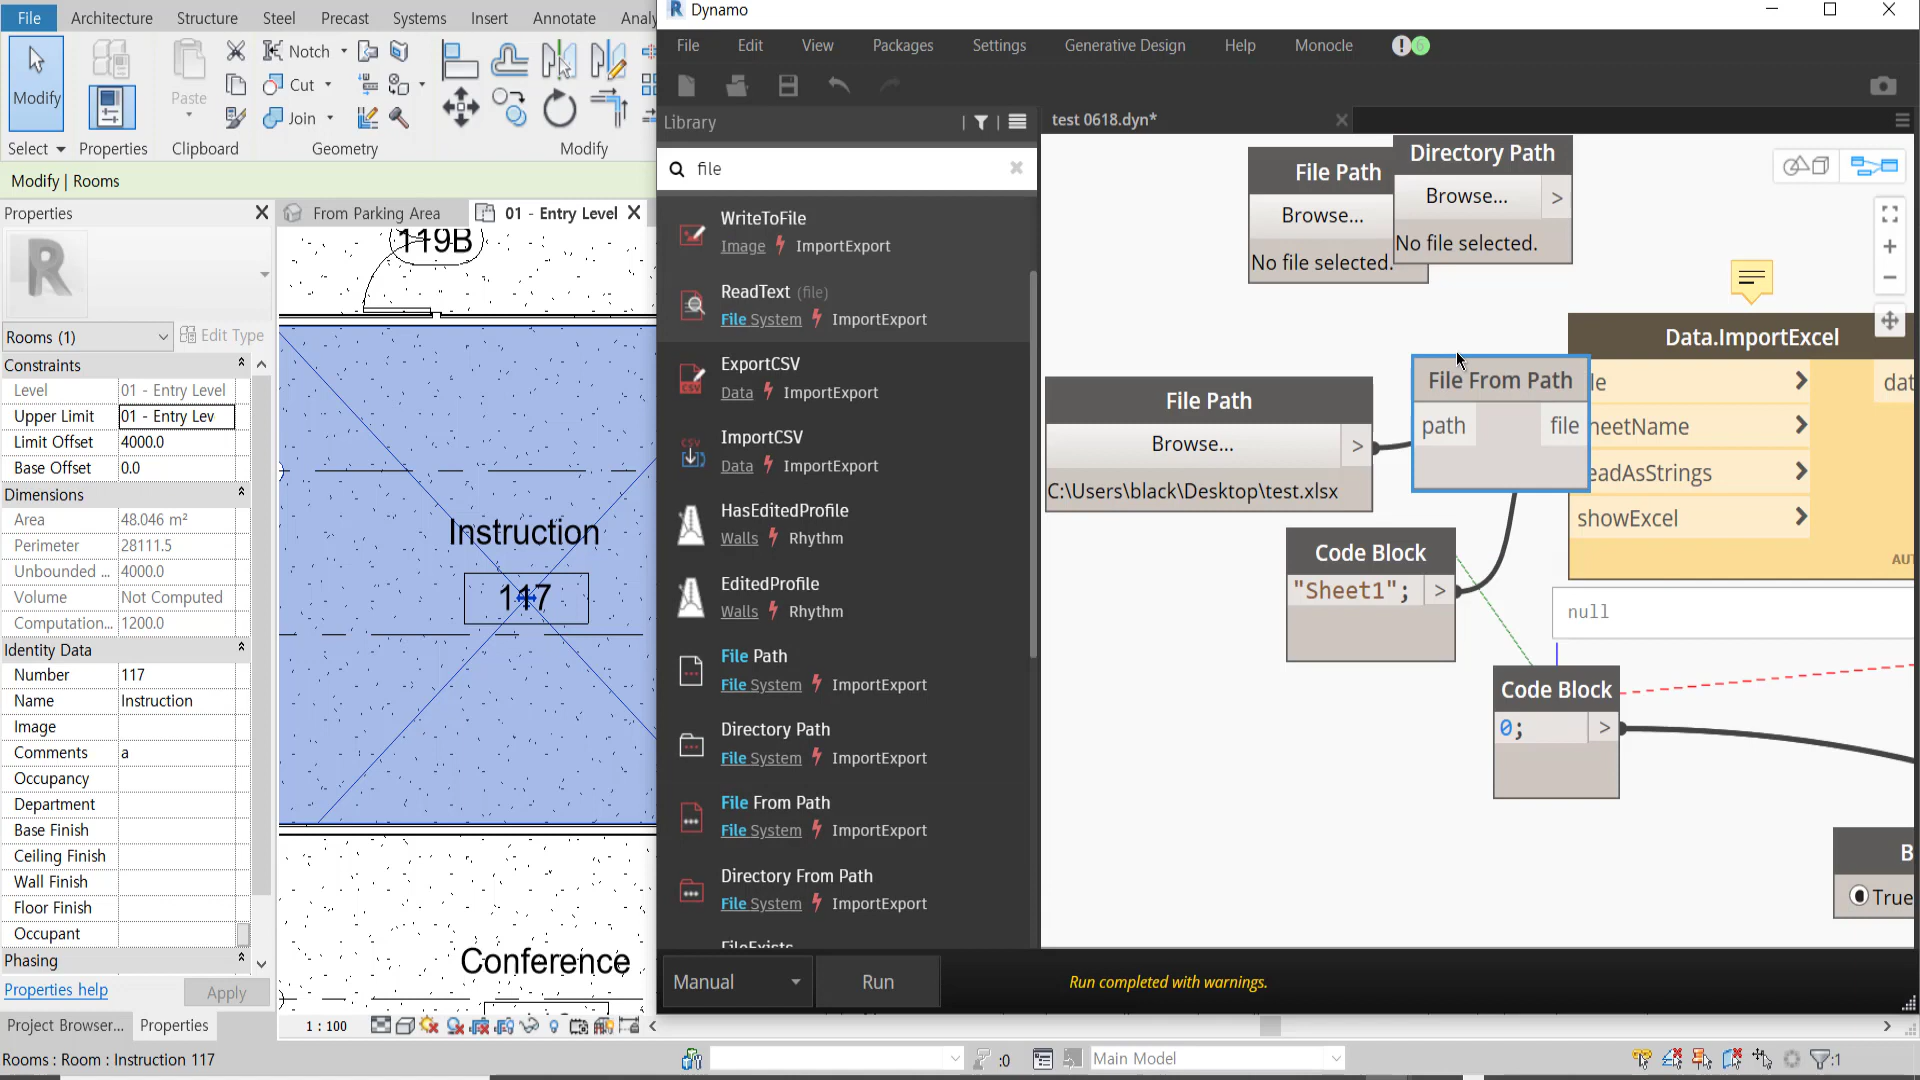 File
Architecture
Structure
Steel
Precast
Systems
Insert
Annotate
Analy
Modify
Paste
Notch
Cut
Join
Select
Properties
Clipboard
Geometry
Modify
Modify | Rooms
Properties
R
Rooms (1)
Edit Type
Constraints
Level 01 - Entry Level
Upper Limit 01 - Entry Lev
Limit Offset 4000.0
Base Offset 0.0
Dimensions
Area 48.046 m²
Perimeter 28111.5
Unbounded ... 4000.0
Volume Not Computed
Computation... 1200.0
Identity Data
Number 117
Name Instruction
Image
Comments a
Occupancy
Department
Base Finish
Ceiling Finish
Wall Finish
Floor Finish
Occupant
Phasing
Properties help
Apply
Project Browser...
Properties
Rooms : Room : Instruction 117
From Parking Area
01 - Entry Level
119B
Instruction
117
Conference
1 : 100
:0
Main Model
:1
R Dynamo
File
Edit
View
Packages
Settings
Generative Design
Help
Monocle
Library
file
WriteToFile
Image ImportExport
ReadText (file)
File System ImportExport
ExportCSV
Data ImportExport
ImportCSV
Data ImportExport
HasEditedProfile
Walls Rhythm
EditedProfile
Walls Rhythm
File Path
File System ImportExport
Directory Path
File System ImportExport
File From Path
File System ImportExport
Directory From Path
File System ImportExport
FileExists
Manual
Run
Run completed with warnings.
test 0618.dyn*
File Path
Browse...
No file selected.
Directory Path
Browse... >
No file selected.
File Path
Browse... >
C:\Users\black\Desktop\test.xlsx
File From Path
path file
Data.ImportExcel
le
dat
heetName
eadAsStrings
showExcel
AUT
null
Code Block
"Sheet1"; >
Code Block
0; >
B
True